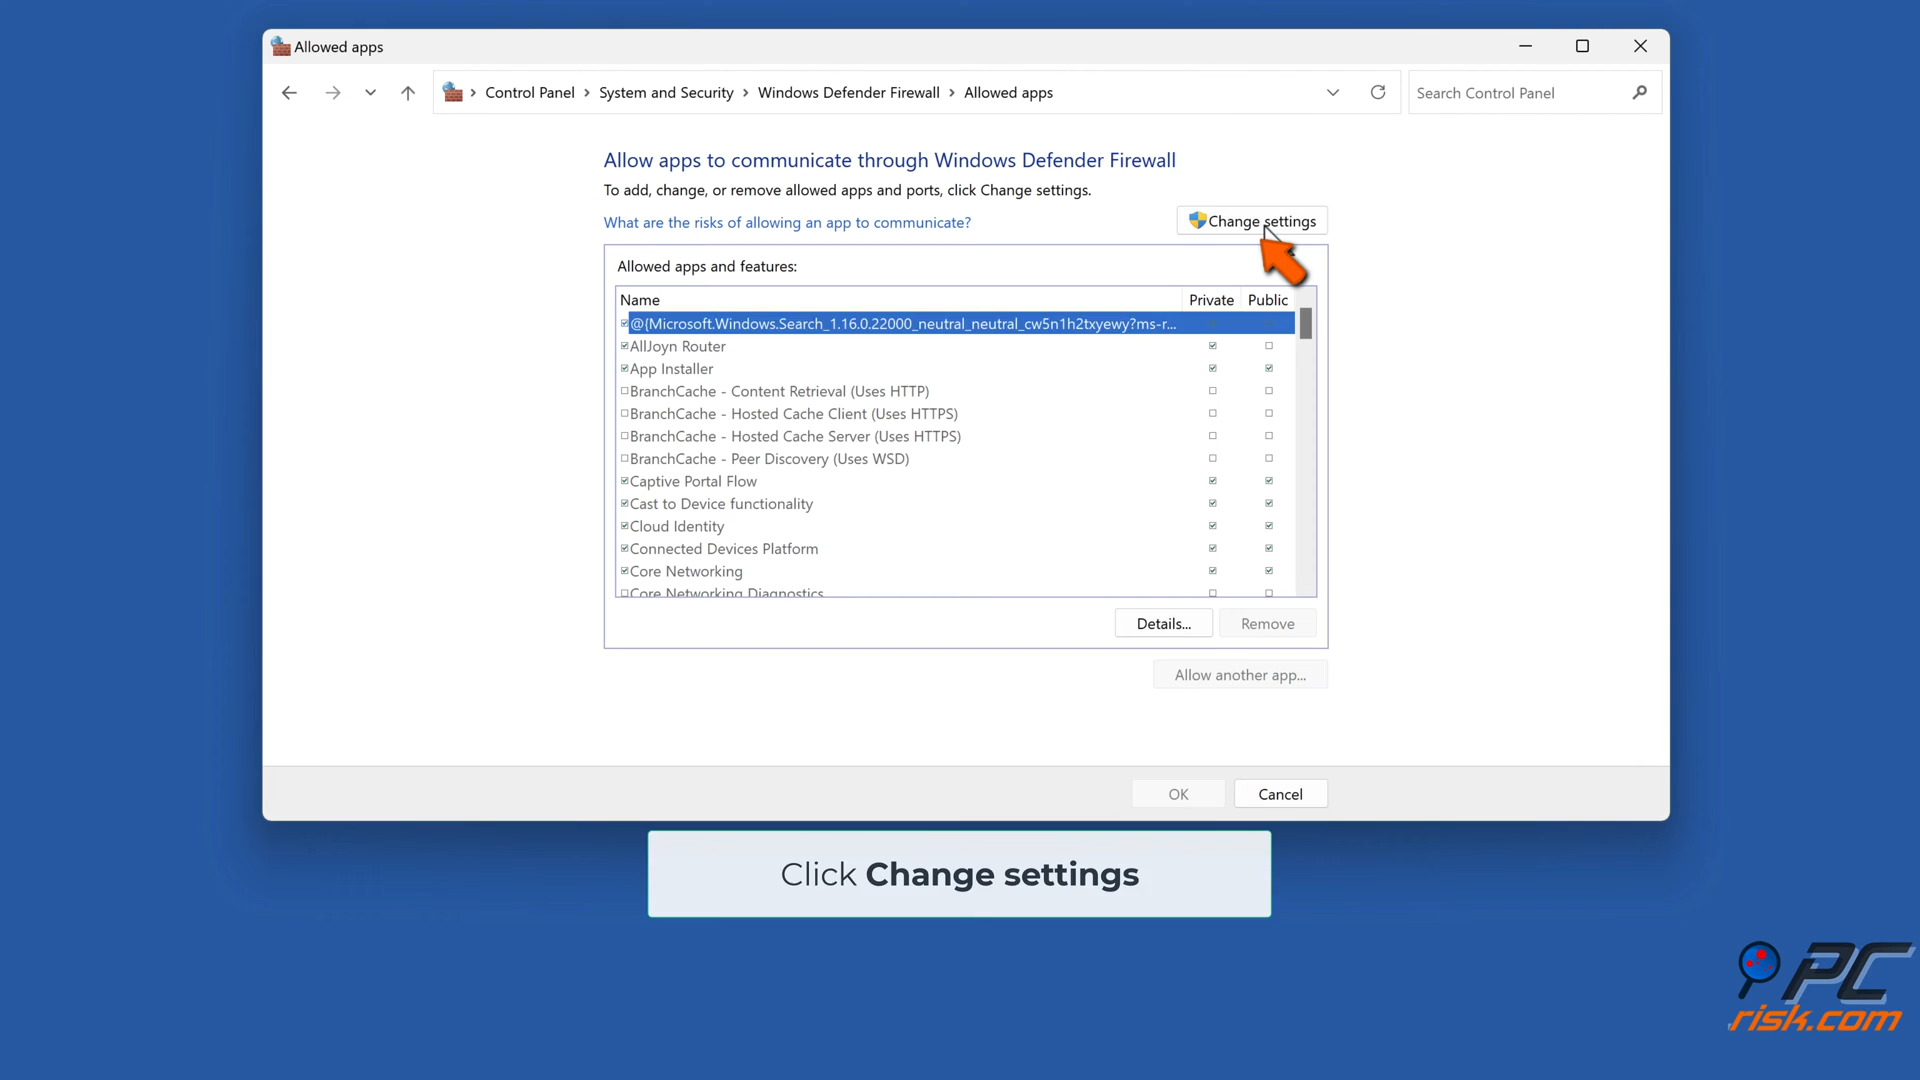 Allowed apps
Control Panel > System and Security > Windows Defender Firewall > Allowed apps
Search Control Panel
Allow apps to communicate through Windows Defender Firewall
To add, change, or remove allowed apps and ports, click Change settings.
What are the risks of allowing an app to communicate?
Change settings
Allowed apps and features:
Name Private Public
@{Microsoft.Windows.Search_1.16.0.22000_neutral_neutral_cw5n1h2txyewy?ms-r...
AllJoyn Router
App Installer
BranchCache - Content Retrieval (Uses HTTP)
BranchCache - Hosted Cache Client (Uses HTTPS)
BranchCache - Hosted Cache Server (Uses HTTPS)
BranchCache - Peer Discovery (Uses WSD)
Captive Portal Flow
Cast to Device functionality
Cloud Identity
Connected Devices Platform
Core Networking
Core Networking Diagnostics
Details... Remove
Allow another app...
OK Cancel
Click Change settings
PC
risk.com